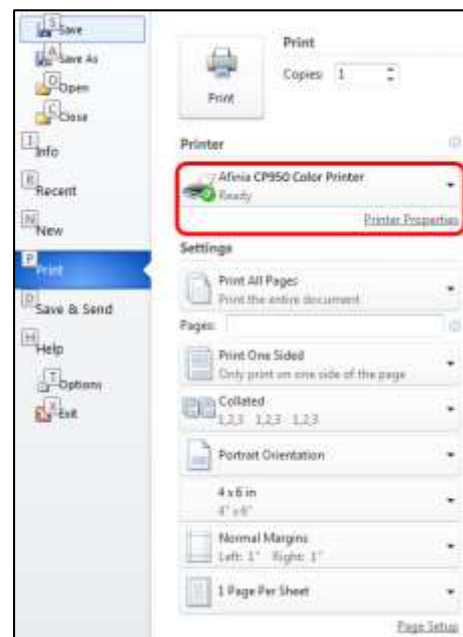 S
Save
A
Save As
O
Open
C
Close
I
Info
R
Recent
N
New
P
Print
D
Save & Send
H
Help
T
Options
X
Exit
Print
Print
Copies: 1
Printer
Afinia CP950 Color Printer
Ready
Printer Properties
Settings
Print All Pages
Print the entire document
Pages:
Print One Sided
Only print on one side of the page
Collated
1,2,3 1,2,3 1,2,3
Portrait Orientation
4 x 6 in
4" x 6"
Normal Margins
Left: 1" Right: 1"
1 Page Per Sheet
Page Setup